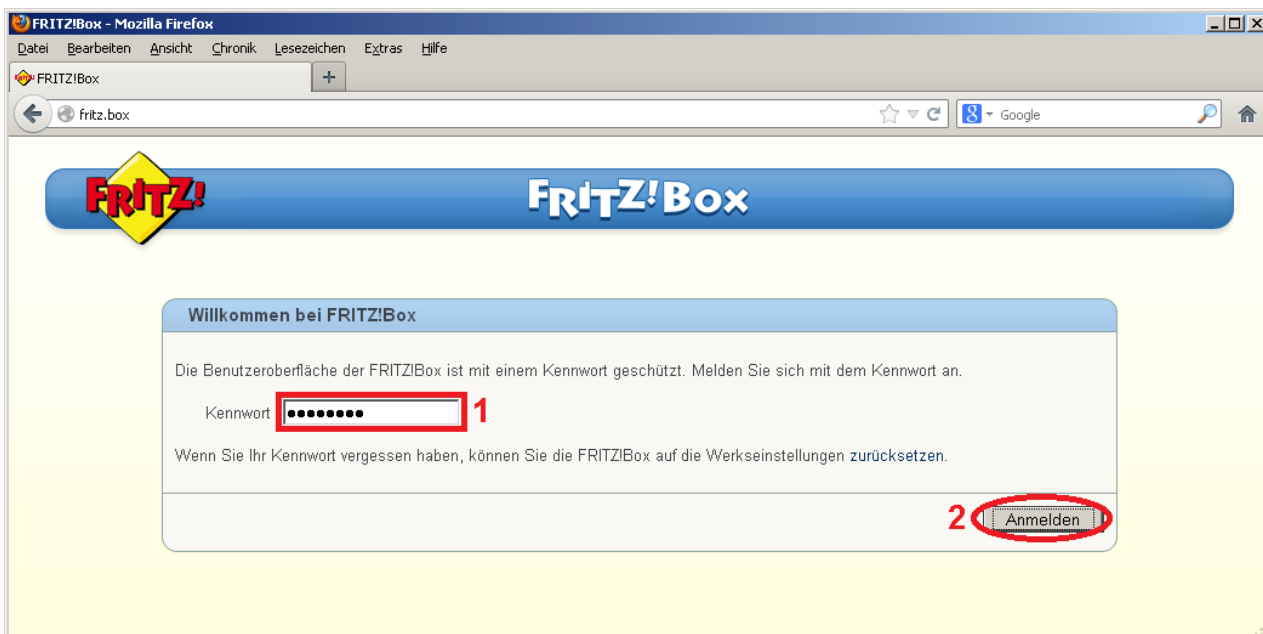 FRITZ!Box - Mozilla Firefox
Datei Bearbeiten Ansicht Chronik Lesezeichen Extras Hilfe
FRITZ!Box +
fritz.box 8 Google
FRITZ! FRITZ!BOX
Willkommen bei FRITZ!Box
Die Benutzeroberfläche der FRITZ!Box ist mit einem Kennwort geschützt. Melden Sie sich mit dem Kennwort an.
Kennwort •••••••• 1
Wenn Sie Ihr Kennwort vergessen haben, können Sie die FRITZ!Box auf die Werkseinstellungen zurücksetzen.
2 Anmelden